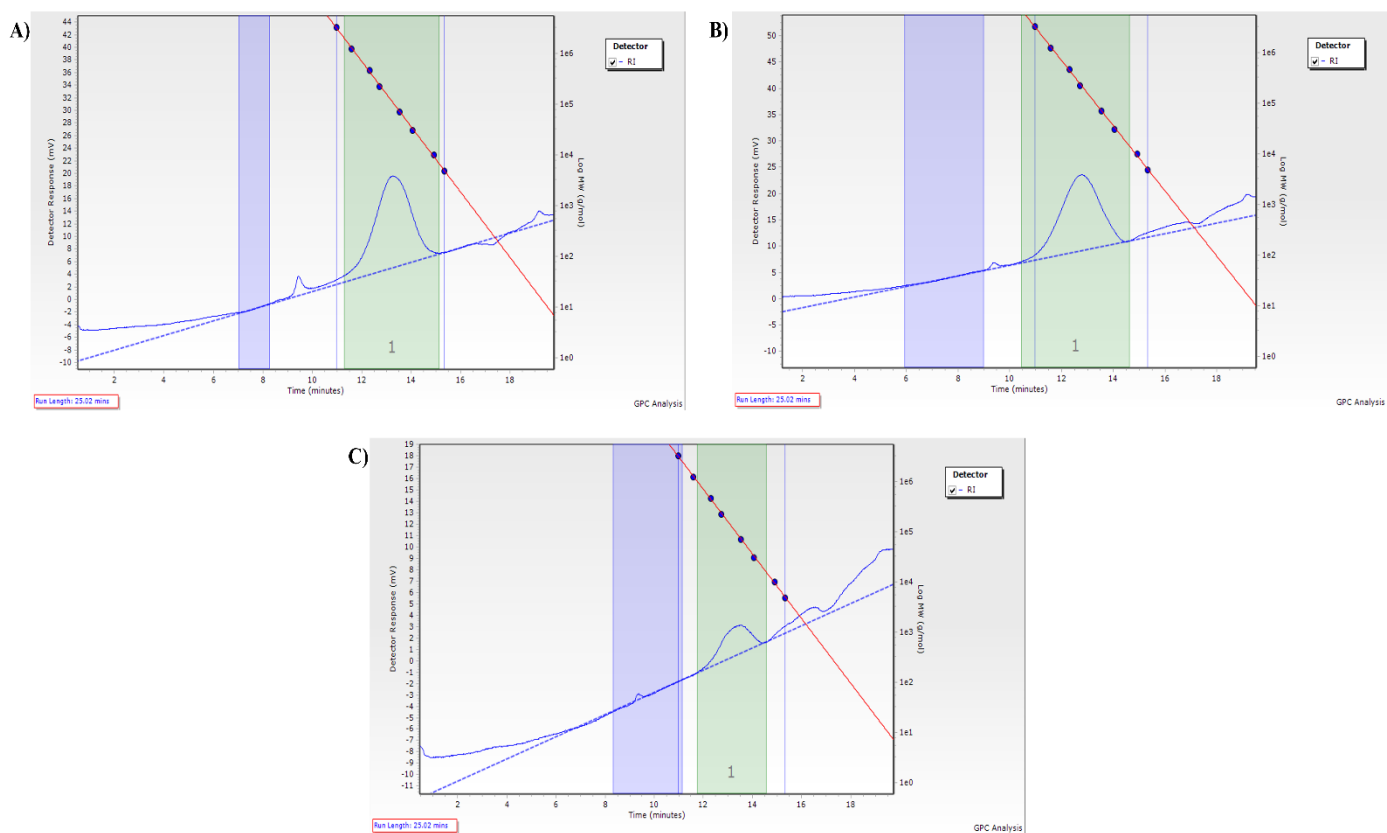 A)
44
42
40
38
36
34
32
30
28
26
24
22
20
18
16
14
12
10
8
6
4
2
0
-2
-4
-6
-8
-10
Detector Response (mV)
2
4
6
8
10
12
14
16
18
Time (minutes)
1e6
1e5
1e4
1e3
1e2
1e1
1e0
Log MW (g/mol)
Detector
- RI
1
Run Length: 25.02 mins
GPC Analysis
B)
50
45
40
35
30
25
20
15
10
5
0
-5
-10
Detector Response (mV)
2
4
6
8
10
12
14
16
18
Time (minutes)
1e6
1e5
1e4
1e3
1e2
1e1
1e0
Log MW (g/mol)
Detector
- RI
1
Run Length: 25.02 mins
GPC Analysis
C)
19
18
17
16
15
14
13
12
11
10
9
8
7
6
5
4
3
2
1
0
-1
-2
-3
-4
-5
-6
-7
-8
-9
-10
-11
Detector Response (mV)
2
4
6
8
10
12
14
16
18
Time (minutes)
1e6
1e5
1e4
1e3
1e2
1e1
1e0
Log MW (g/mol)
Detector
- RI
1
Run Length: 25.02 mins
GPC Analysis